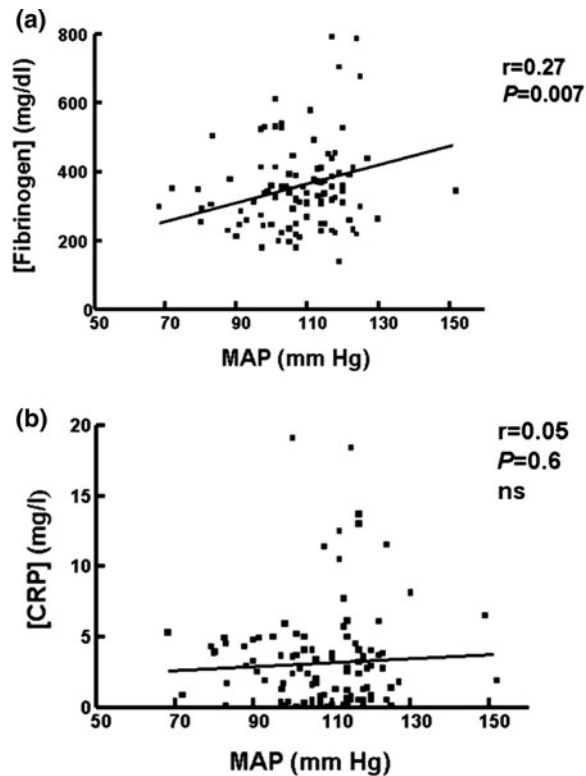 (a)
800
600
400
200
0
[Fibrinogen] (mg/dl)
r=0.27
P=0.007
50 70 90 110 130 150
MAP (mm Hg)
(b)
20
15
10
5
0
[CRP] (mg/l)
r=0.05
P=0.6
ns
50 70 90 110 130 150
MAP (mm Hg)